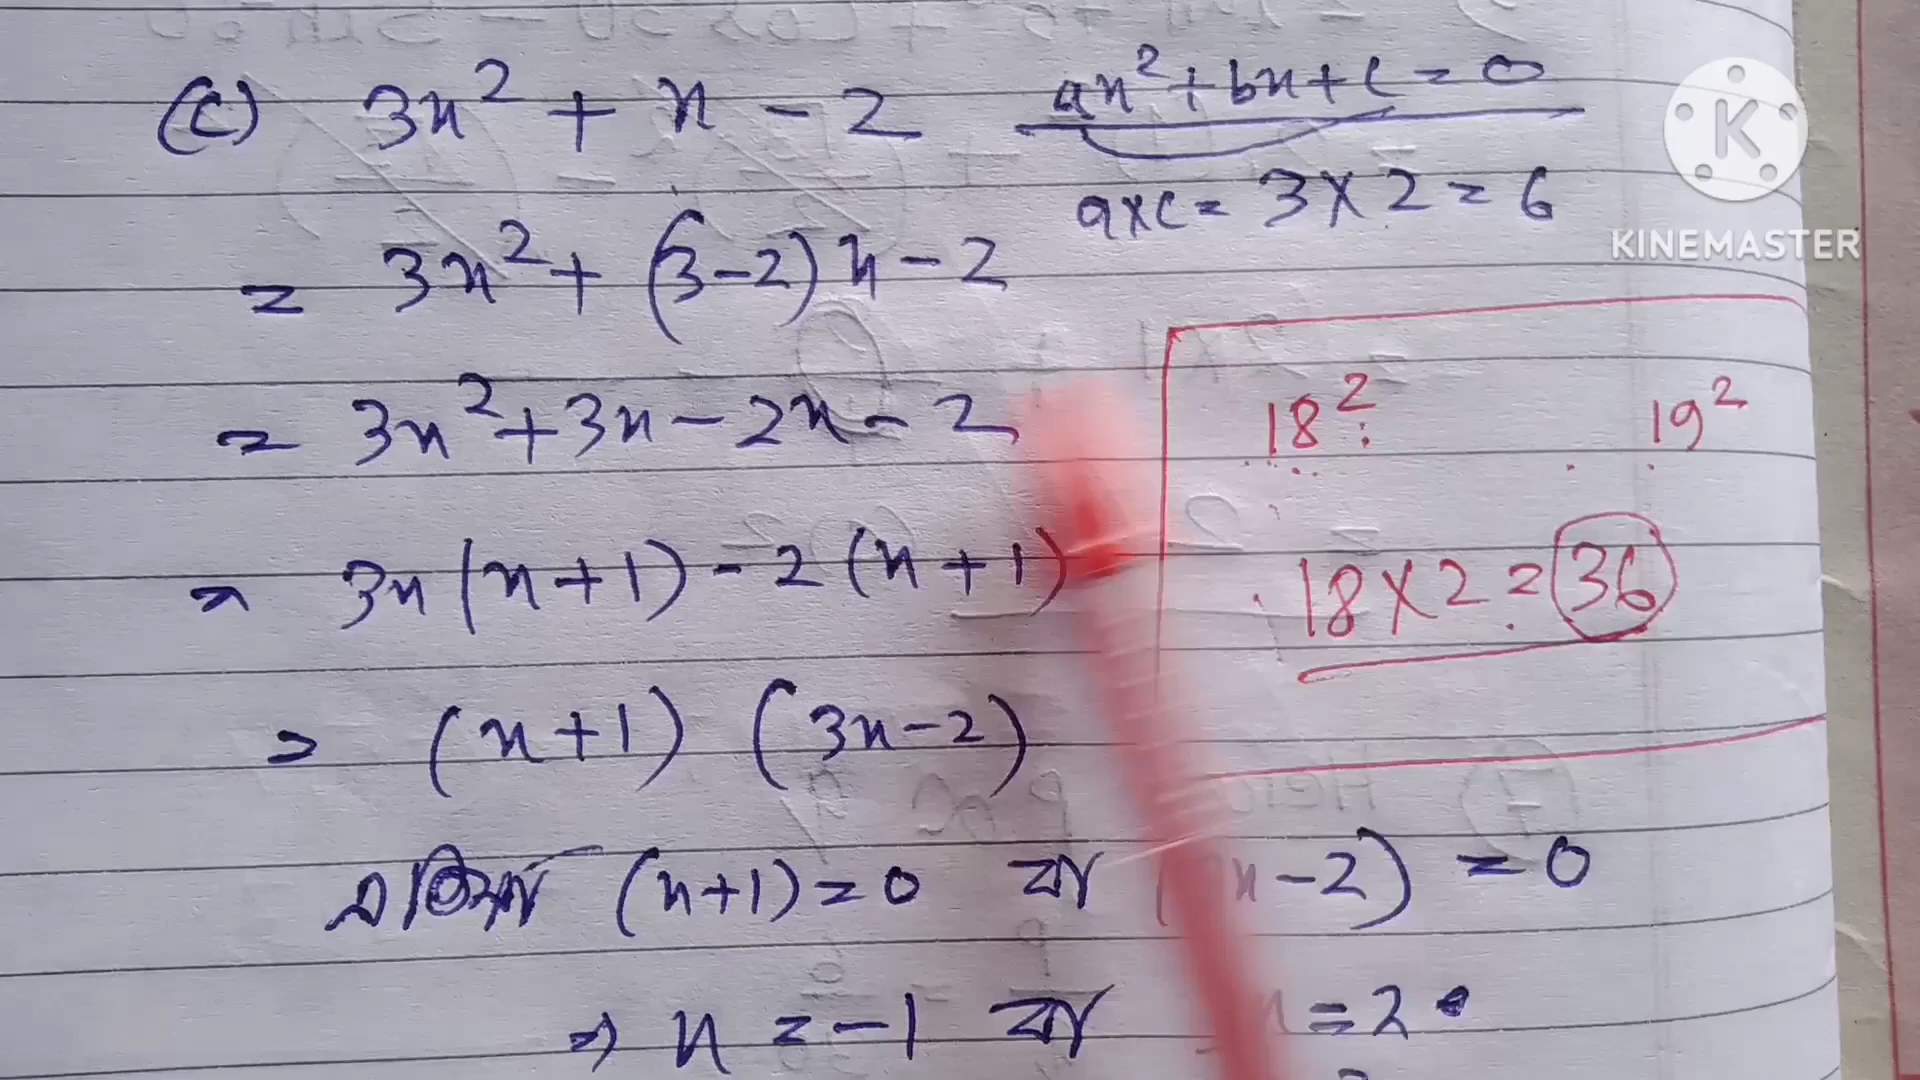 (c) 3x² + x - 2
ax² + bx + c = 0
a×c = 3 × 2 = 6
KINEMASTER
= 3x² + (3-2)x - 2
= 3x² + 3x - 2x - 2
18² 19²
= 3x(x+1) - 2(x+1)
18 × 2 = 36
= (x+1) (3x-2)
(x+1) = 0 বা x-2) = 0
⇒ x = -1 বা = 2